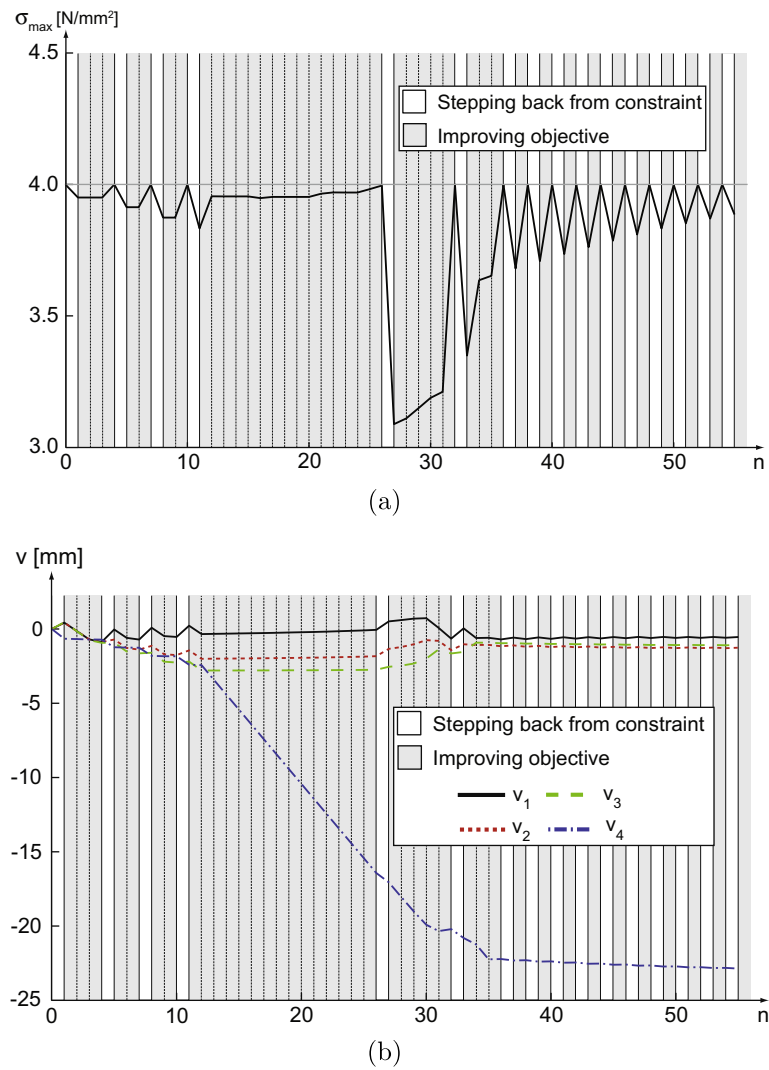 σmax [N/mm²]
4.5
Stepping back from constraint
Improving objective
4.0
3.5
3.0
0 10 20 30 40 50 n
(a)
v [mm]
0
-5
Stepping back from constraint
Improving objective
-10
v1 v3
v2 v4
-15
-20
-25
0 10 20 30 40 50 n
(b)